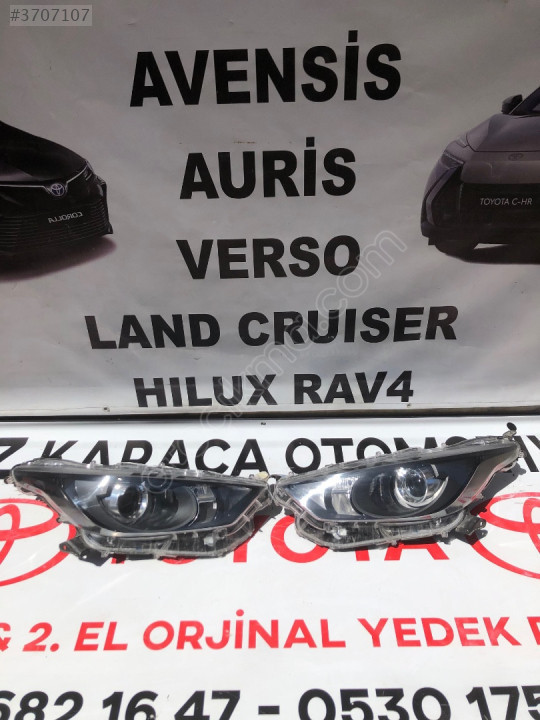 #3707107
AVENSİS
AURİS
VERSO
LAND CRUISER
HILUX RAV4
COROLLA
TOYOTA C-HR
Z KARACA OTOMO
TOYOTA
& 2. EL ORJİNAL YEDEK P
682 16 47 - 0530 175